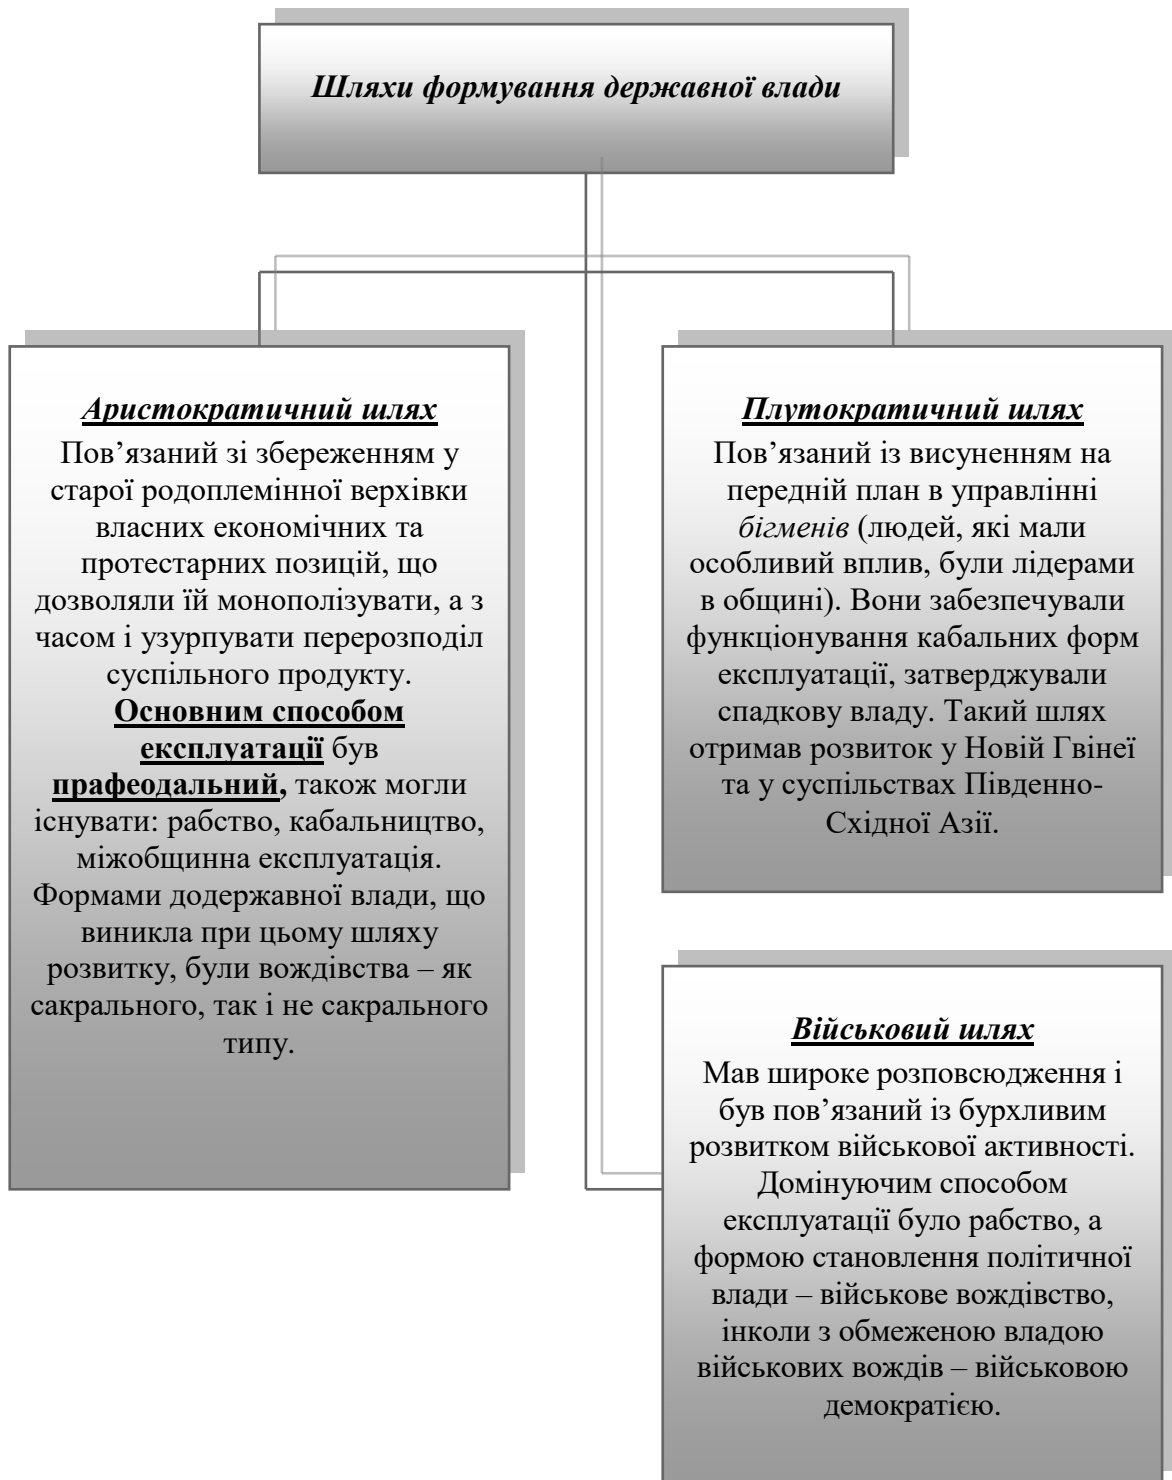 Шляхи формування державної влади
Аристократичний шлях
Пов’язаний зі збереженням у
старої родоплемінної верхівки
власних економічних та
протестарних позицій, що
дозволяли їй монополізувати, а з
часом і узурпувати перерозподіл
суспільного продукту.
Основним способом
експлуатації був
прафеодальний, також могли
існувати: рабство, кабальництво,
міжобщинна експлуатація.
Формами додержавної влади, що
виникла при цьому шляху
розвитку, були вождівства – як
сакрального, так і не сакрального
типу.
Плутократичний шлях
Пов’язаний із висуненням на
передній план в управлінні
бігменів (людей, які мали
особливий вплив, були лідерами
в общині). Вони забезпечували
функціонування кабальних форм
експлуатації, затверджували
спадкову владу. Такий шлях
отримав розвиток у Новій Гвінеї
та у суспільствах Південно-
Східної Азії.
Військовий шлях
Мав широке розповсюдження і
був пов’язаний із бурхливим
розвитком військової активності.
Домінуючим способом
експлуатації було рабство, а
формою становлення політичної
влади – військове вождівство,
інколи з обмеженою владою
військових вождів – військовою
демократією.